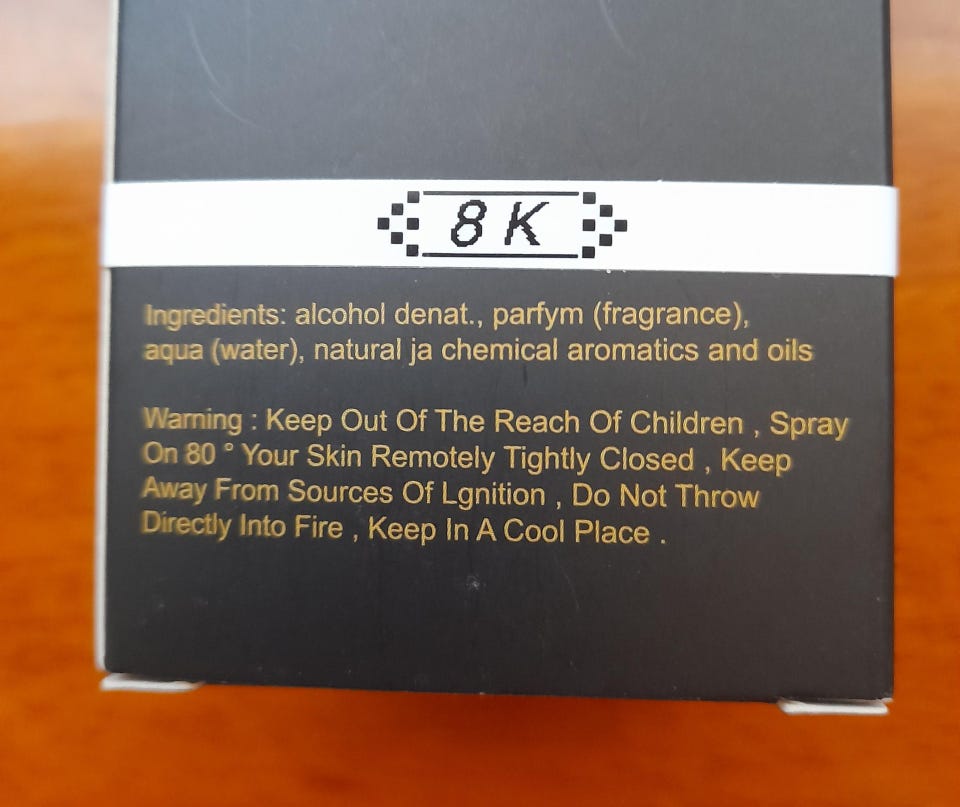 8 K
Ingredients: alcohol denat., parfym (fragrance),
aqua (water), natural ja chemical aromatics and oils
Warning : Keep Out Of The Reach Of Children , Spray
On 80 ° Your Skin Remotely Tightly Closed , Keep
Away From Sources Of Lgnition , Do Not Throw
Directly Into Fire , Keep In A Cool Place .